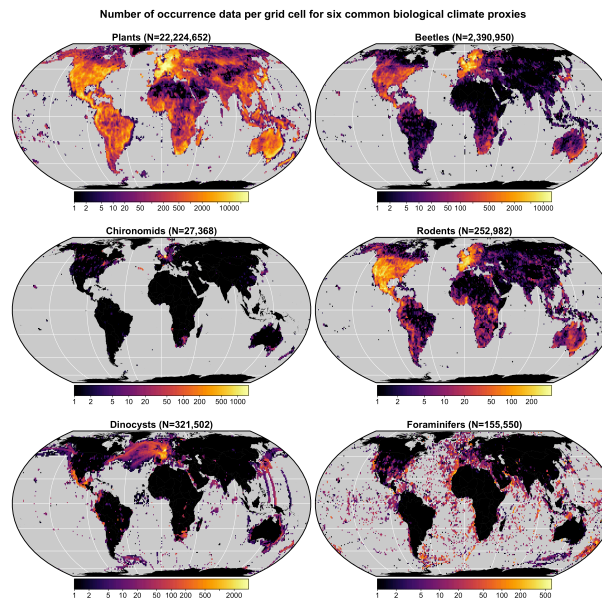 Number of occurrence data per grid cell for six common biological climate proxies
Plants (N=22,224,652)
Beetles (N=2,390,950)
1 2 5 10 20 50 200 500 2000 10000
1 2 5 10 20 50 200 500 2000 10000
Chironomids (N=27,368)
Rodents (N=252,982)
1 2 5 10 20 50 100 200 500 1000
1 2 5 10 20 50 100 200
Dinocysts (N=321,502)
Foraminifers (N=155,550)
1 2 5 10 20 50 100 200 500 2000
1 2 5 10 20 50 100 200 500